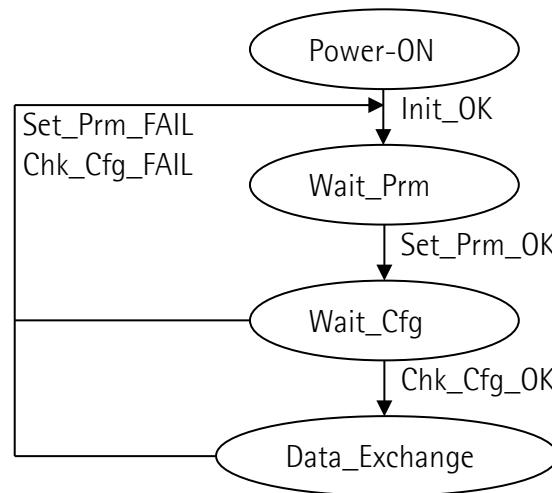 Power-ON
Init_OK
Set_Prm_FAIL
Chk_Cfg_FAIL
Wait_Prm
Set_Prm_OK
Wait_Cfg
Chk_Cfg_OK
Data_Exchange